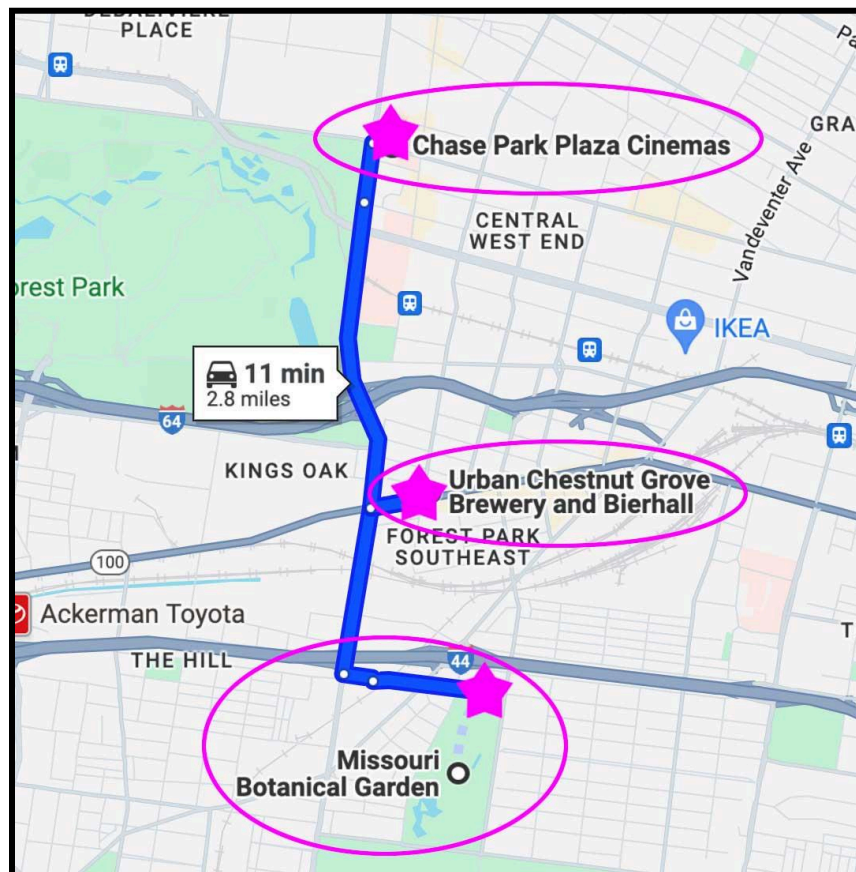 PLACE
Chase Park Plaza Cinemas
GRA
Vandeventer Ave
CENTRAL
WEST END
orest Park
IKEA
11 min
2.8 miles
64
KINGS OAK
Urban Chestnut Grove
Brewery and Bierhall
FOREST PARK
SOUTHEAST
100
Ackerman Toyota
T
THE HILL
44
Missouri
Botanical Garden